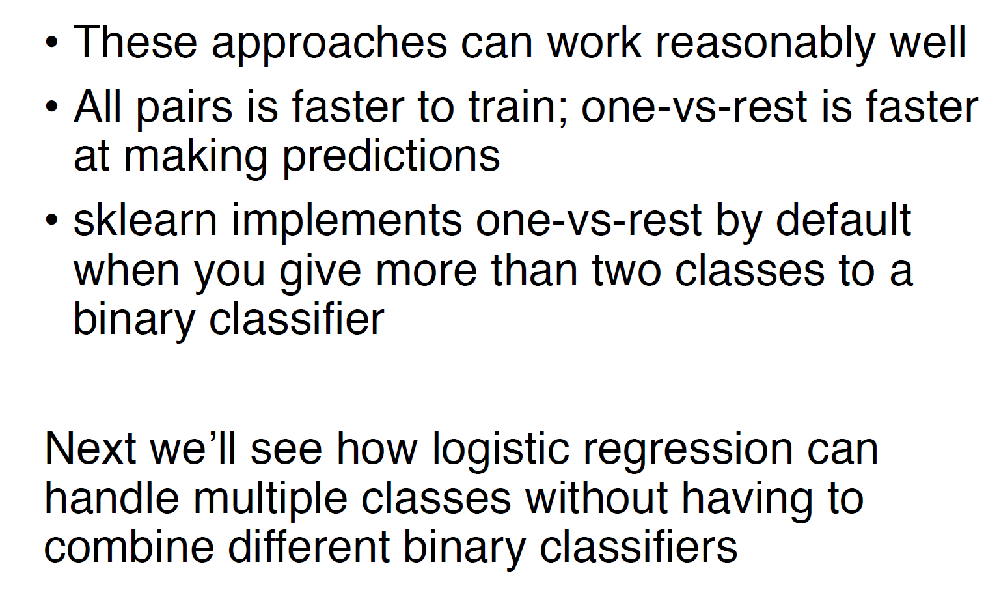 • These approaches can work reasonably well
• All pairs is faster to train; one-vs-rest is faster
at making predictions
• sklearn implements one-vs-rest by default
when you give more than two classes to a
binary classifier
Next we’ll see how logistic regression can
handle multiple classes without having to
combine different binary classifiers